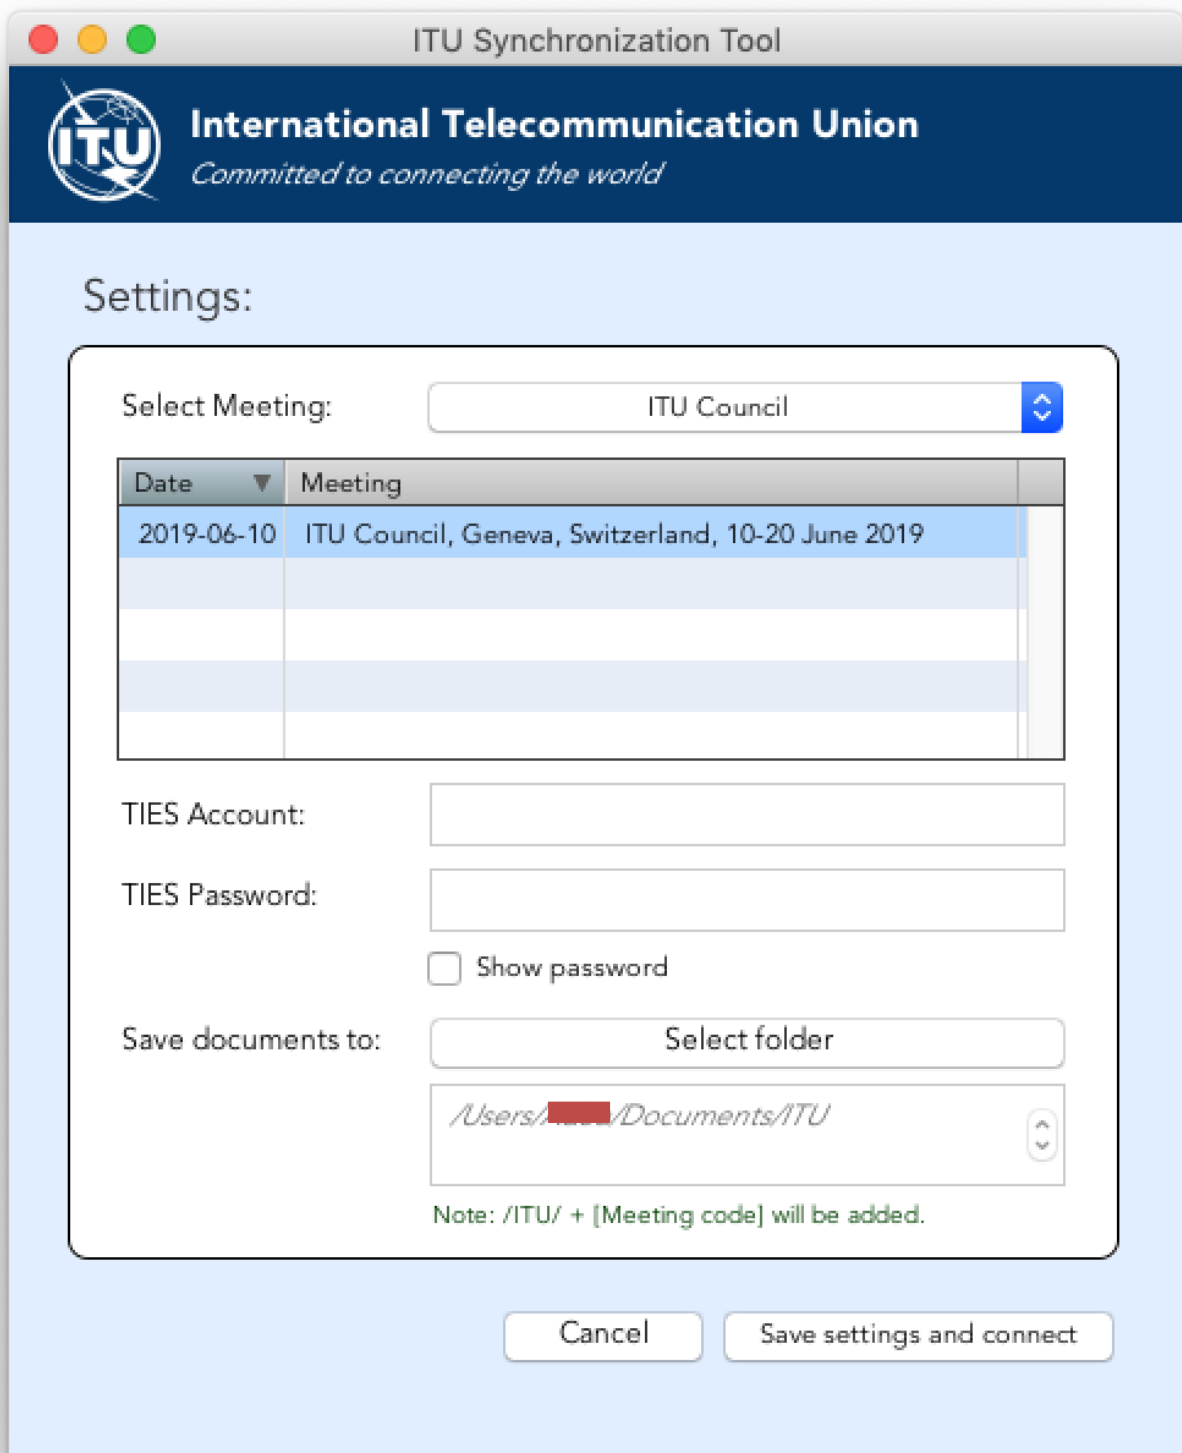 ITU Synchronization Tool
ITU
International Telecommunication Union
Committed to connecting the world
Settings:
Select Meeting: ITU Council
Date Meeting
2019-06-10 ITU Council, Geneva, Switzerland, 10-20 June 2019
TIES Account:
TIES Password:
Show password
Save documents to: Select folder
/Users/ /Documents/ITU
Note: /ITU/ + [Meeting code] will be added.
Cancel Save settings and connect